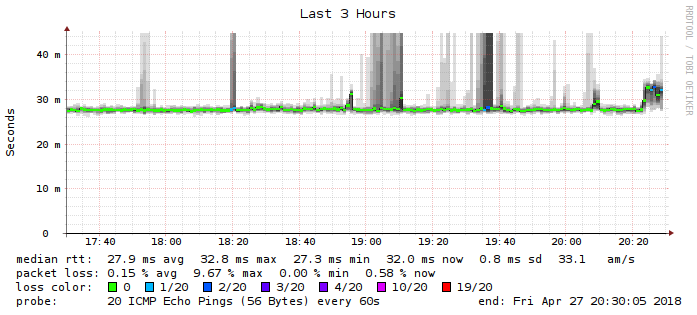 Last 3 Hours
RRDTOOL / TOBI OETIKER
Seconds
40 m
30 m
20 m
10 m
0
17:40 18:00 18:20 18:40 19:00 19:20 19:40 20:00 20:20
median rtt: 27.9 ms avg 32.8 ms max 27.3 ms min 32.0 ms now 0.8 ms sd 33.1 am/s
packet loss: 0.15 % avg 9.67 % max 0.00 % min 0.58 % now
loss color: 0 1/20 2/20 3/20 4/20 10/20 19/20
probe: 20 ICMP Echo Pings (56 Bytes) every 60s end: Fri Apr 27 20:30:05 2018